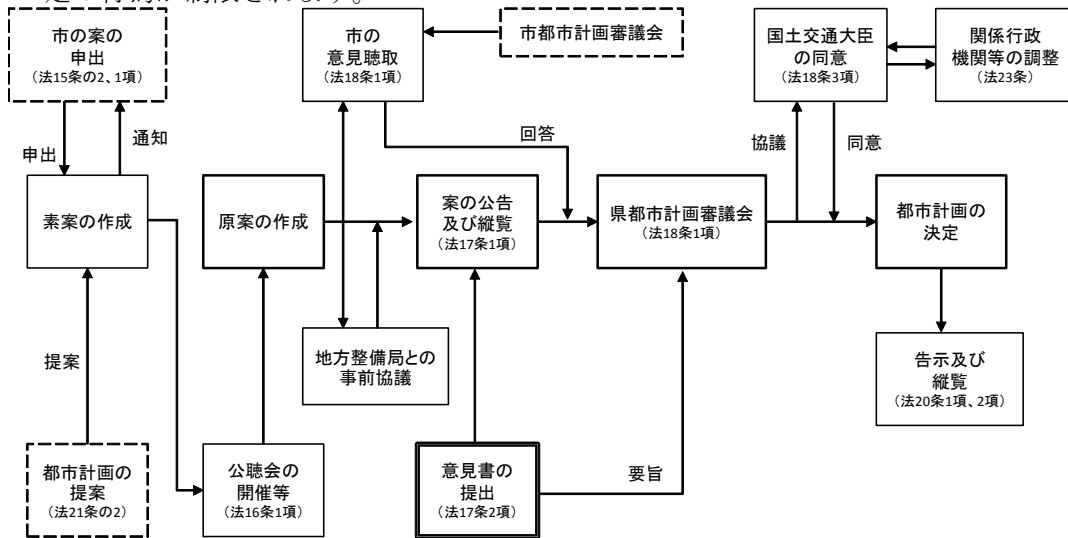 制限されます。
市の案の
申出
(法15条の2、1項)
市の
意見聴取
(法18条1項)
市都市計画審議会
国土交通大臣
の同意
(法18条3項)
関係行政
機関等の調整
(法23条)
申出
通知
回答
協議
同意
素案の作成
原案の作成
案の公告
及び縦覧
(法17条1項)
県都市計画審議会
(法18条1項)
都市計画の
決定
提案
地方整備局との
事前協議
告示及び
縦覧
(法20条1項、2項)
都市計画の
提案
(法21条の2)
公聴会の
開催等
(法16条1項)
意見書の
提出
(法17条2項)
要旨